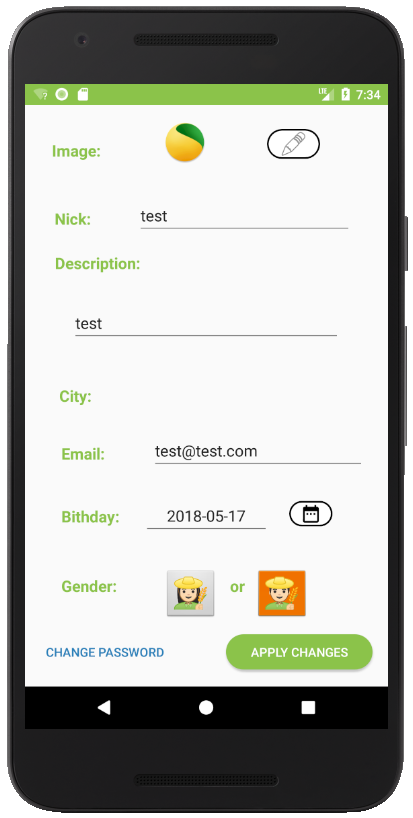 LTE 7:34
Image:
Nick: test
Description:
test
City:
Email: test@test.com
Bithday: 2018-05-17
Gender: or
CHANGE PASSWORD APPLY CHANGES